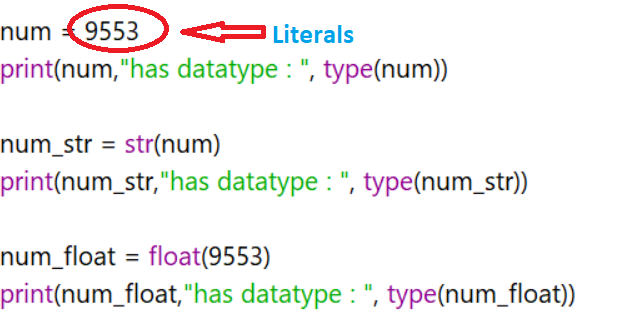 num = 9553 Literals
print(num,"has datatype : ", type(num))
num_str = str(num)
print(num_str,"has datatype : ", type(num_str))
num_float = float(9553)
print(num_float,"has datatype : ", type(num_float))